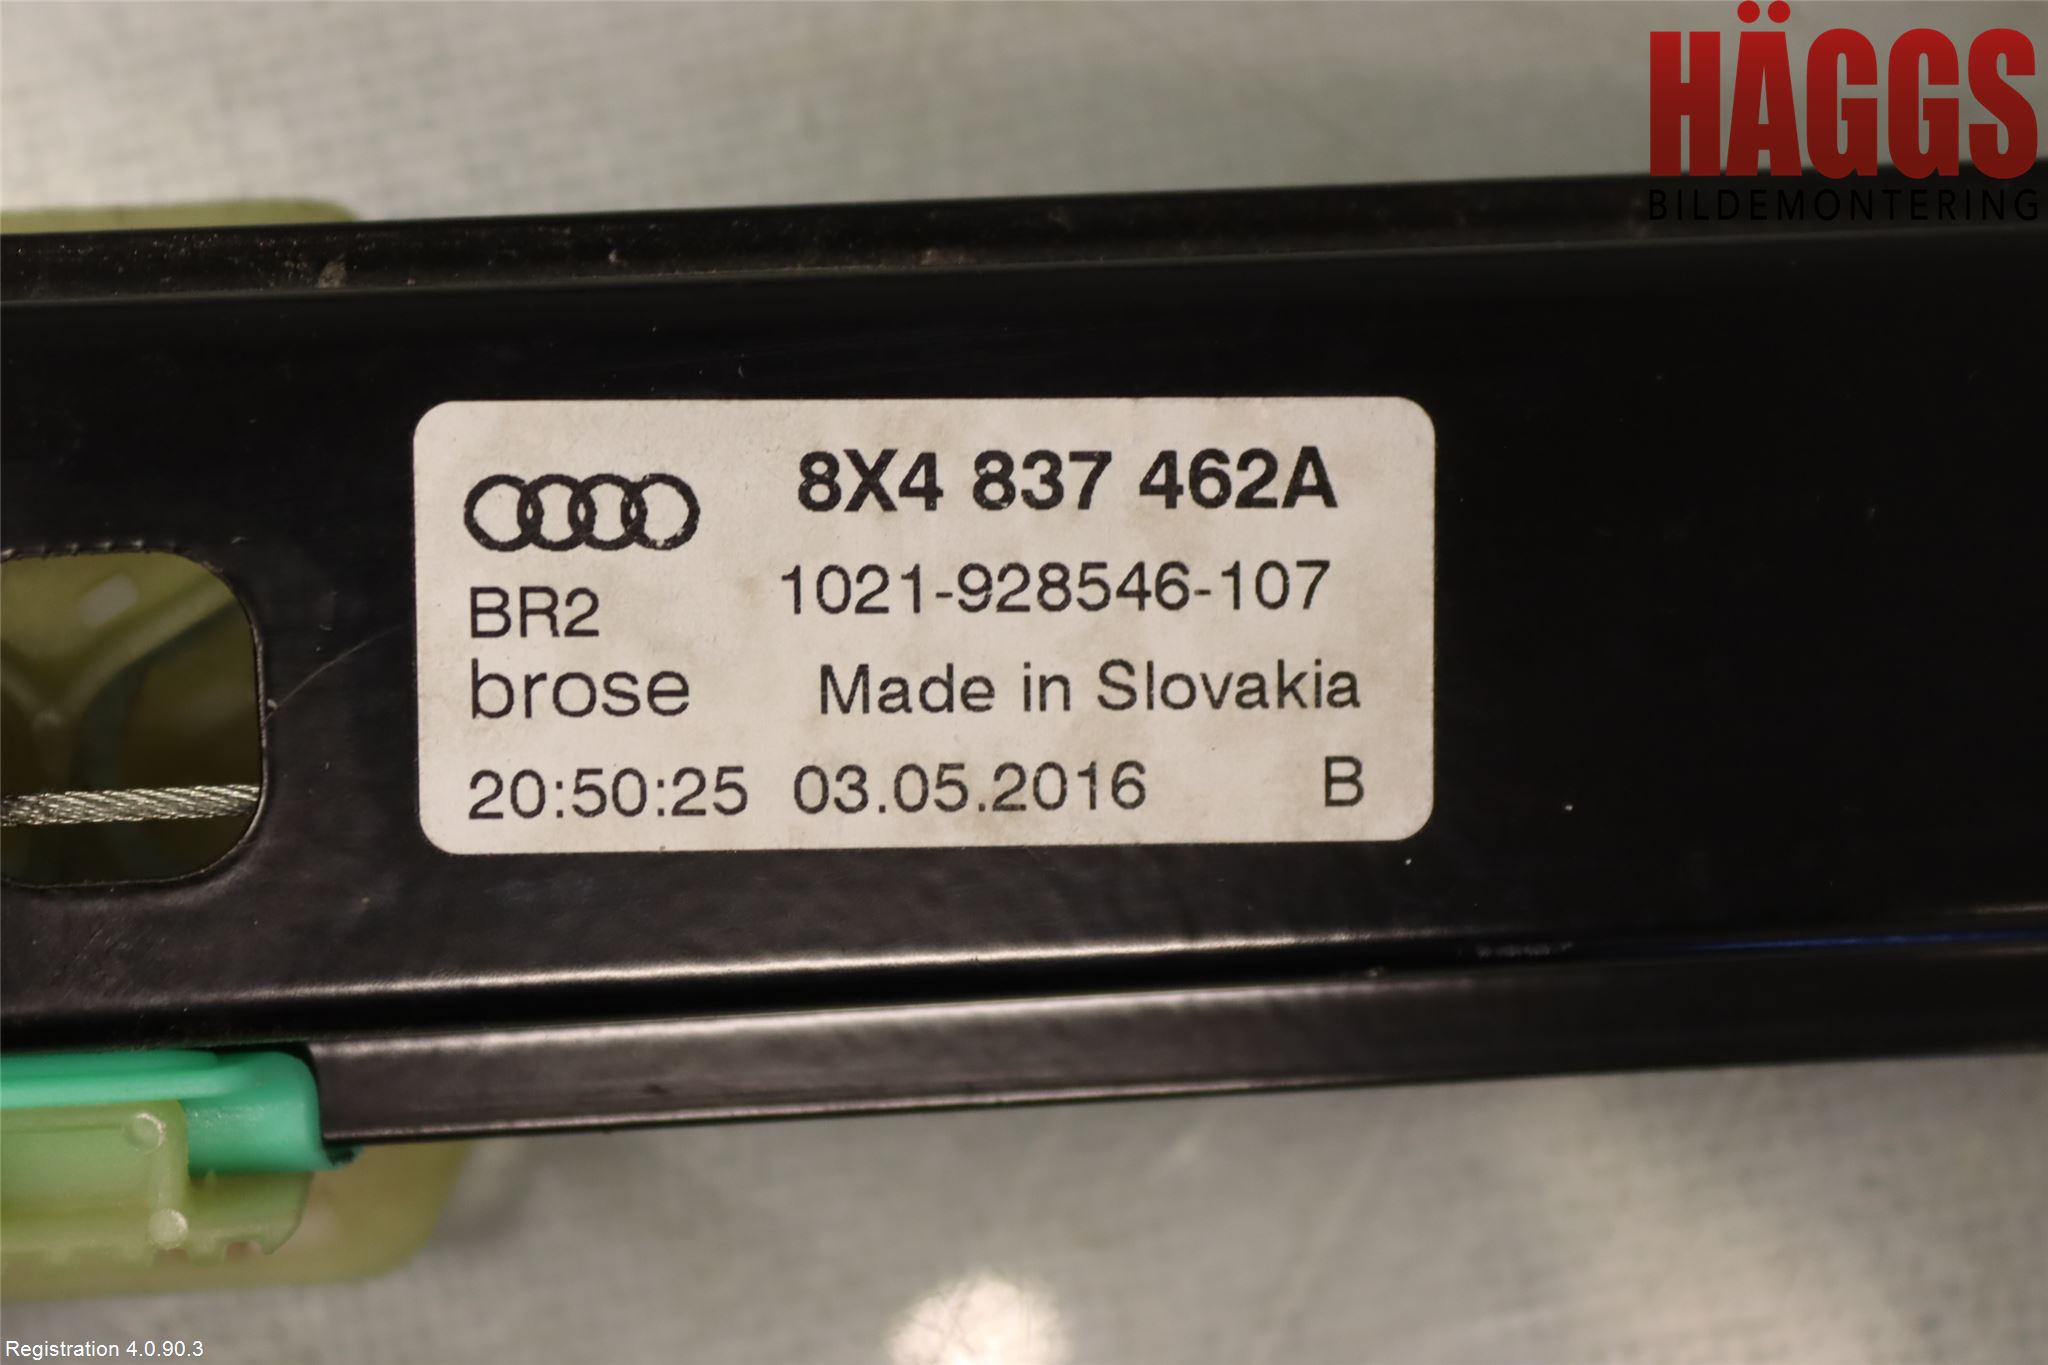 HÄGGS
BILDEMONTERING
8X4 837 462A
1021-928546-107
BR2
brose
Made in Slovakia
20:50:25 03.05.2016 B
Registration 4.0.90.3